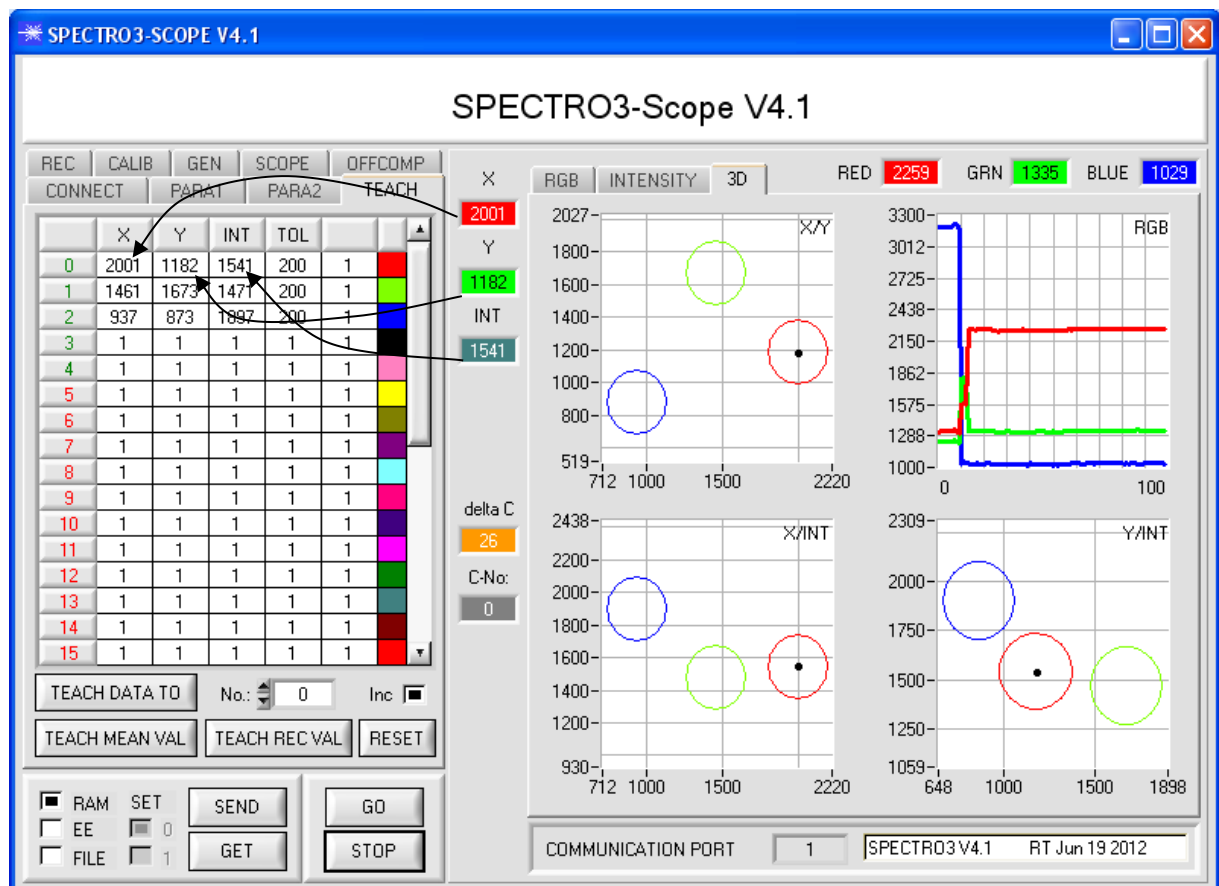 SPECTRO3-SCOPE V4.1
SPECTRO3-Scope V4.1
REC CALIB GEN SCOPE OFFCOMP
CONNECT PARA1 PARA2 TEACH
X Y INT TOL
0 2001 1182 1541 200 1
1 1461 1673 1471 200 1
2 937 873 1897 200 1
3 1 1 1 1 1
4 1 1 1 1 1
5 1 1 1 1 1
6 1 1 1 1 1
7 1 1 1 1 1
8 1 1 1 1 1
9 1 1 1 1 1
10 1 1 1 1 1
11 1 1 1 1 1
12 1 1 1 1 1
13 1 1 1 1 1
14 1 1 1 1 1
15 1 1 1 1 1
TEACH DATA TO No.: 0 Inc
TEACH MEAN VAL TEACH REC VAL RESET
RAM SET SEND GO
EE 0
FILE 1 GET STOP
X
2001
Y
1182
INT
1541
delta C
26
C-No:
0
RGB INTENSITY 3D
RED 2259 GRN 1335 BLUE 1029
X/Y
2027
1800
1600
1400
1200
1000
800
519
712 1000 1500 2220
RGB
3300
3012
2725
2438
2150
1862
1575
1288
1000
0 100
X/INT
2438
2200
2000
1800
1600
1400
1200
930
712 1000 1500 2220
Y/INT
2309
2000
1750
1500
1250
1059
648 1000 1500 1898
COMMUNICATION PORT 1 SPECTRO3 V4.1 RT Jun 19 2012